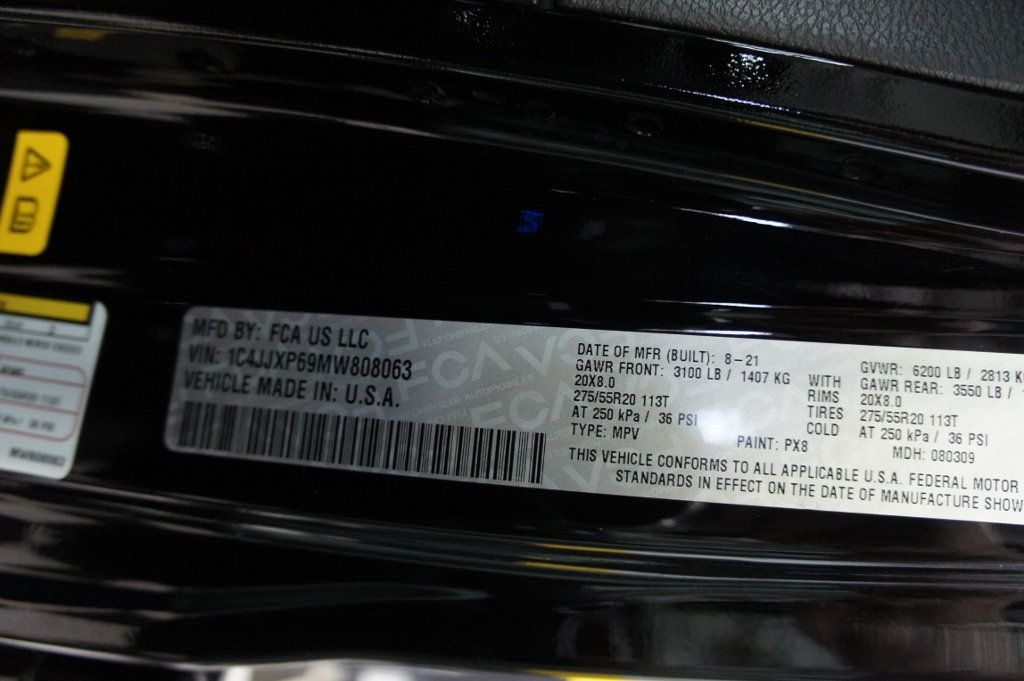 MFD BY: FCA US LLC
VIN: 1C4JJXP69MW808063
VEHICLE MADE IN: U.S.A.
DATE OF MFR (BUILT): 8-21
GAWR FRONT: 3100 LB / 1407 KG
20X8.0
275/55R20 113T
AT 250 kPa / 36 PSI
TYPE: MPV
PAINT: PX8
WITH
RIMS
TIRES
COLD
GVWR: 6200 LB / 2813 K
GAWR REAR: 3550 LB /
20X8.0
275/55R20 113T
AT 250 kPa / 36 PSI
MDH: 080309
THIS VEHICLE CONFORMS TO ALL APPLICABLE U.S.A. FEDERAL MOTOR
STANDARDS IN EFFECT ON THE DATE OF MANUFACTURE SHOW